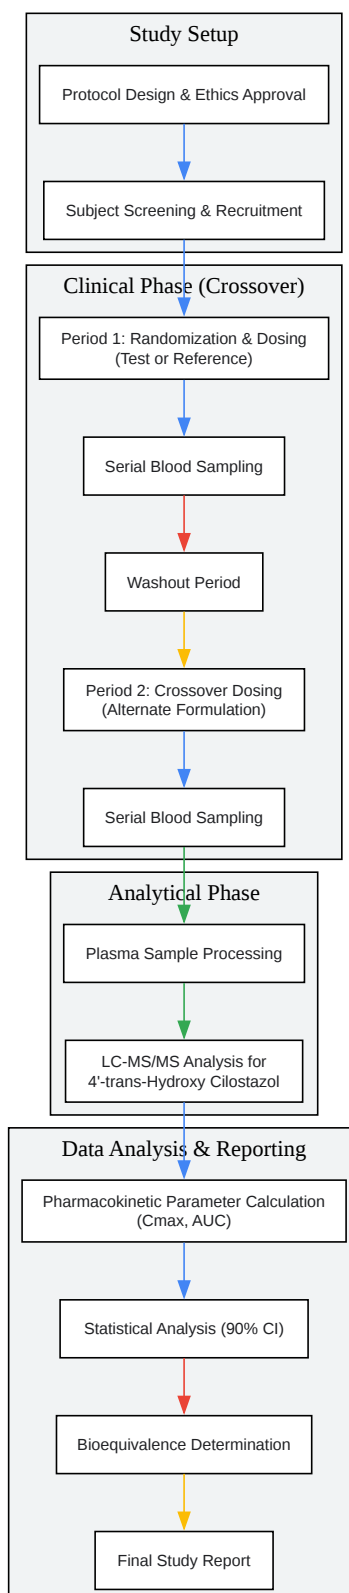 Study Setup
Protocol Design & Ethics Approval
Subject Screening & Recruitment
Clinical Phase (Crossover)
Period 1: Randomization & Dosing
(Test or Reference)
Serial Blood Sampling
Washout Period
Period 2: Crossover Dosing
(Alternate Formulation)
Serial Blood Sampling
Analytical Phase
Plasma Sample Processing
LC-MS/MS Analysis for
4'-trans-Hydroxy Cilostazol
Data Analysis & Reporting
Pharmacokinetic Parameter Calculation
(Cmax, AUC)
Statistical Analysis (90% CI)
Bioequivalence Determination
Final Study Report